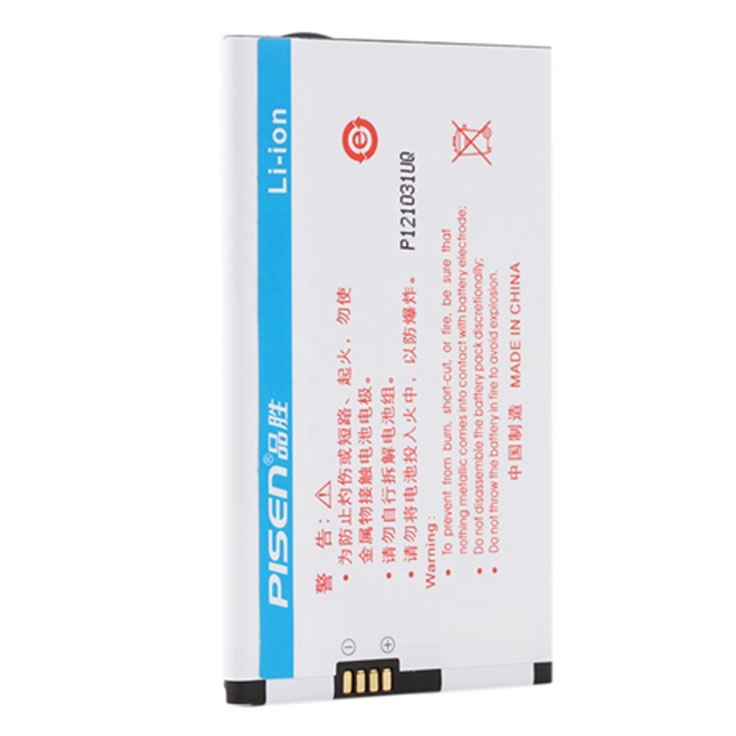 PISEN®品胜 Li-ion
警 告:
• 为防止灼伤或短路、起火，勿使
金属物接触电池电极。
• 请勿自行拆解电池组。
• 请勿将电池投入火中，以防爆炸。
Warning:
• To prevent from burn, short-cut, or fire, be sure that
nothing metallic comes into contact with battery electrode;
• Do not disassemble the battery pack discretionally;
• Do not the battery in fire to avoid explosion.
中国制造 MADE IN CHINA
e
P121031UQ
− +